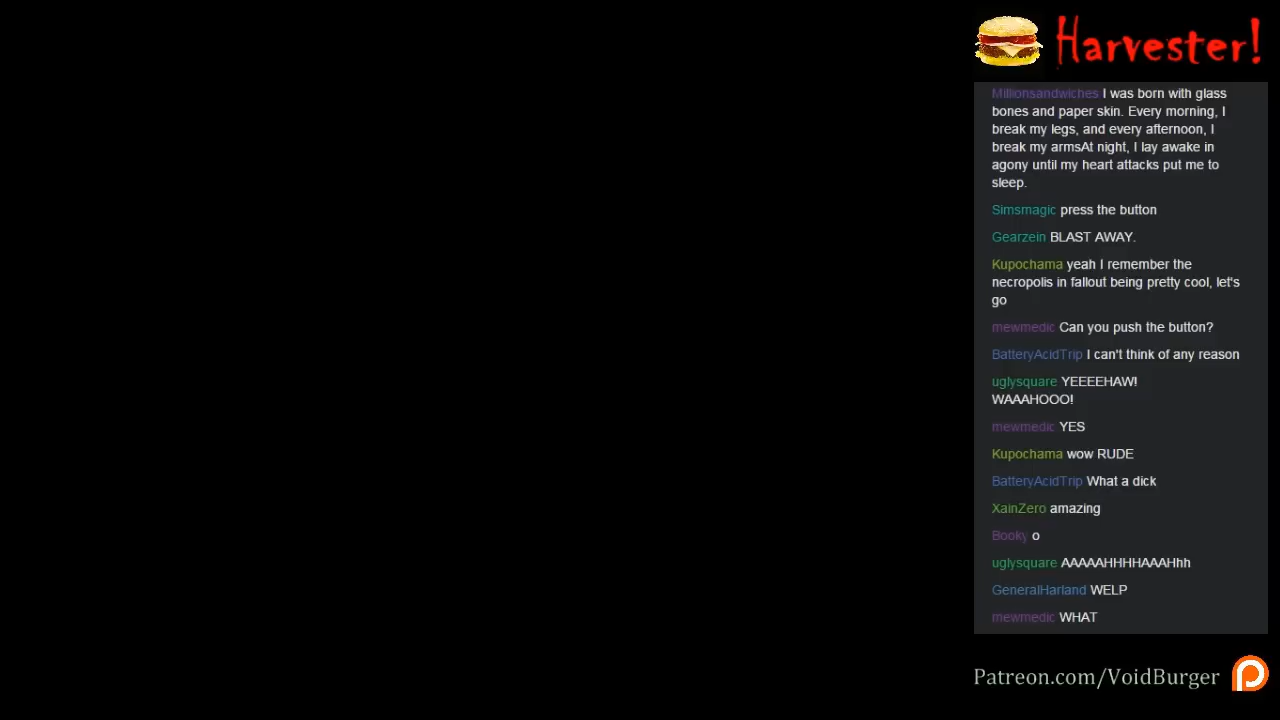 Harvester!
Millionsandwiches I was born with glass
bones and paper skin. Every morning, I
break my legs, and every afternoon, I
break my armsAt night, I lay awake in
agony until my heart attacks put me to
sleep.
Simsmagic press the button
Gearzein BLAST AWAY.
Kupochama yeah I remember the
necropolis in fallout being pretty cool, let's
go
mewmedic Can you push the button?
BatteryAcidTrip I can't think of any reason
uglysquare YEEEEHAW!
WAAAHOOO!
mewmedic YES
Kupochama wow RUDE
BatteryAcidTrip What a dick
XainZero amazing
Booky o
uglysquare AAAAAHHHHAAAHhh
GeneralHarland WELP
mewmedic WHAT
Patreon.com/VoidBurger